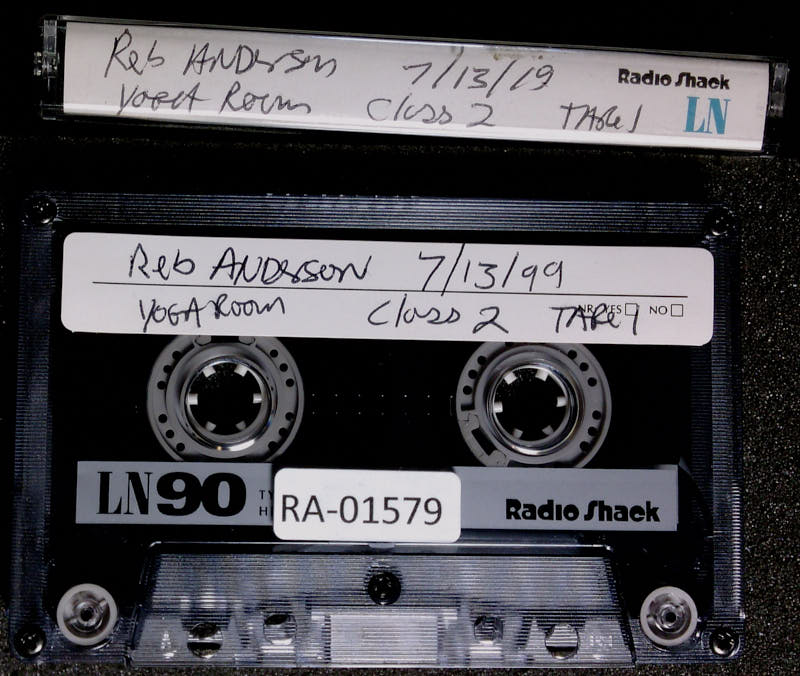 Reb ANDERSON 7/13/99 Radio Shack
YOGA ROOM Class 2 TAPE 1 LN
Reb ANDERSON 7/13/99
YOGA ROOM Class 2 TAPE 1 NR YES NO
LN90 RA-01579 Radio Shack